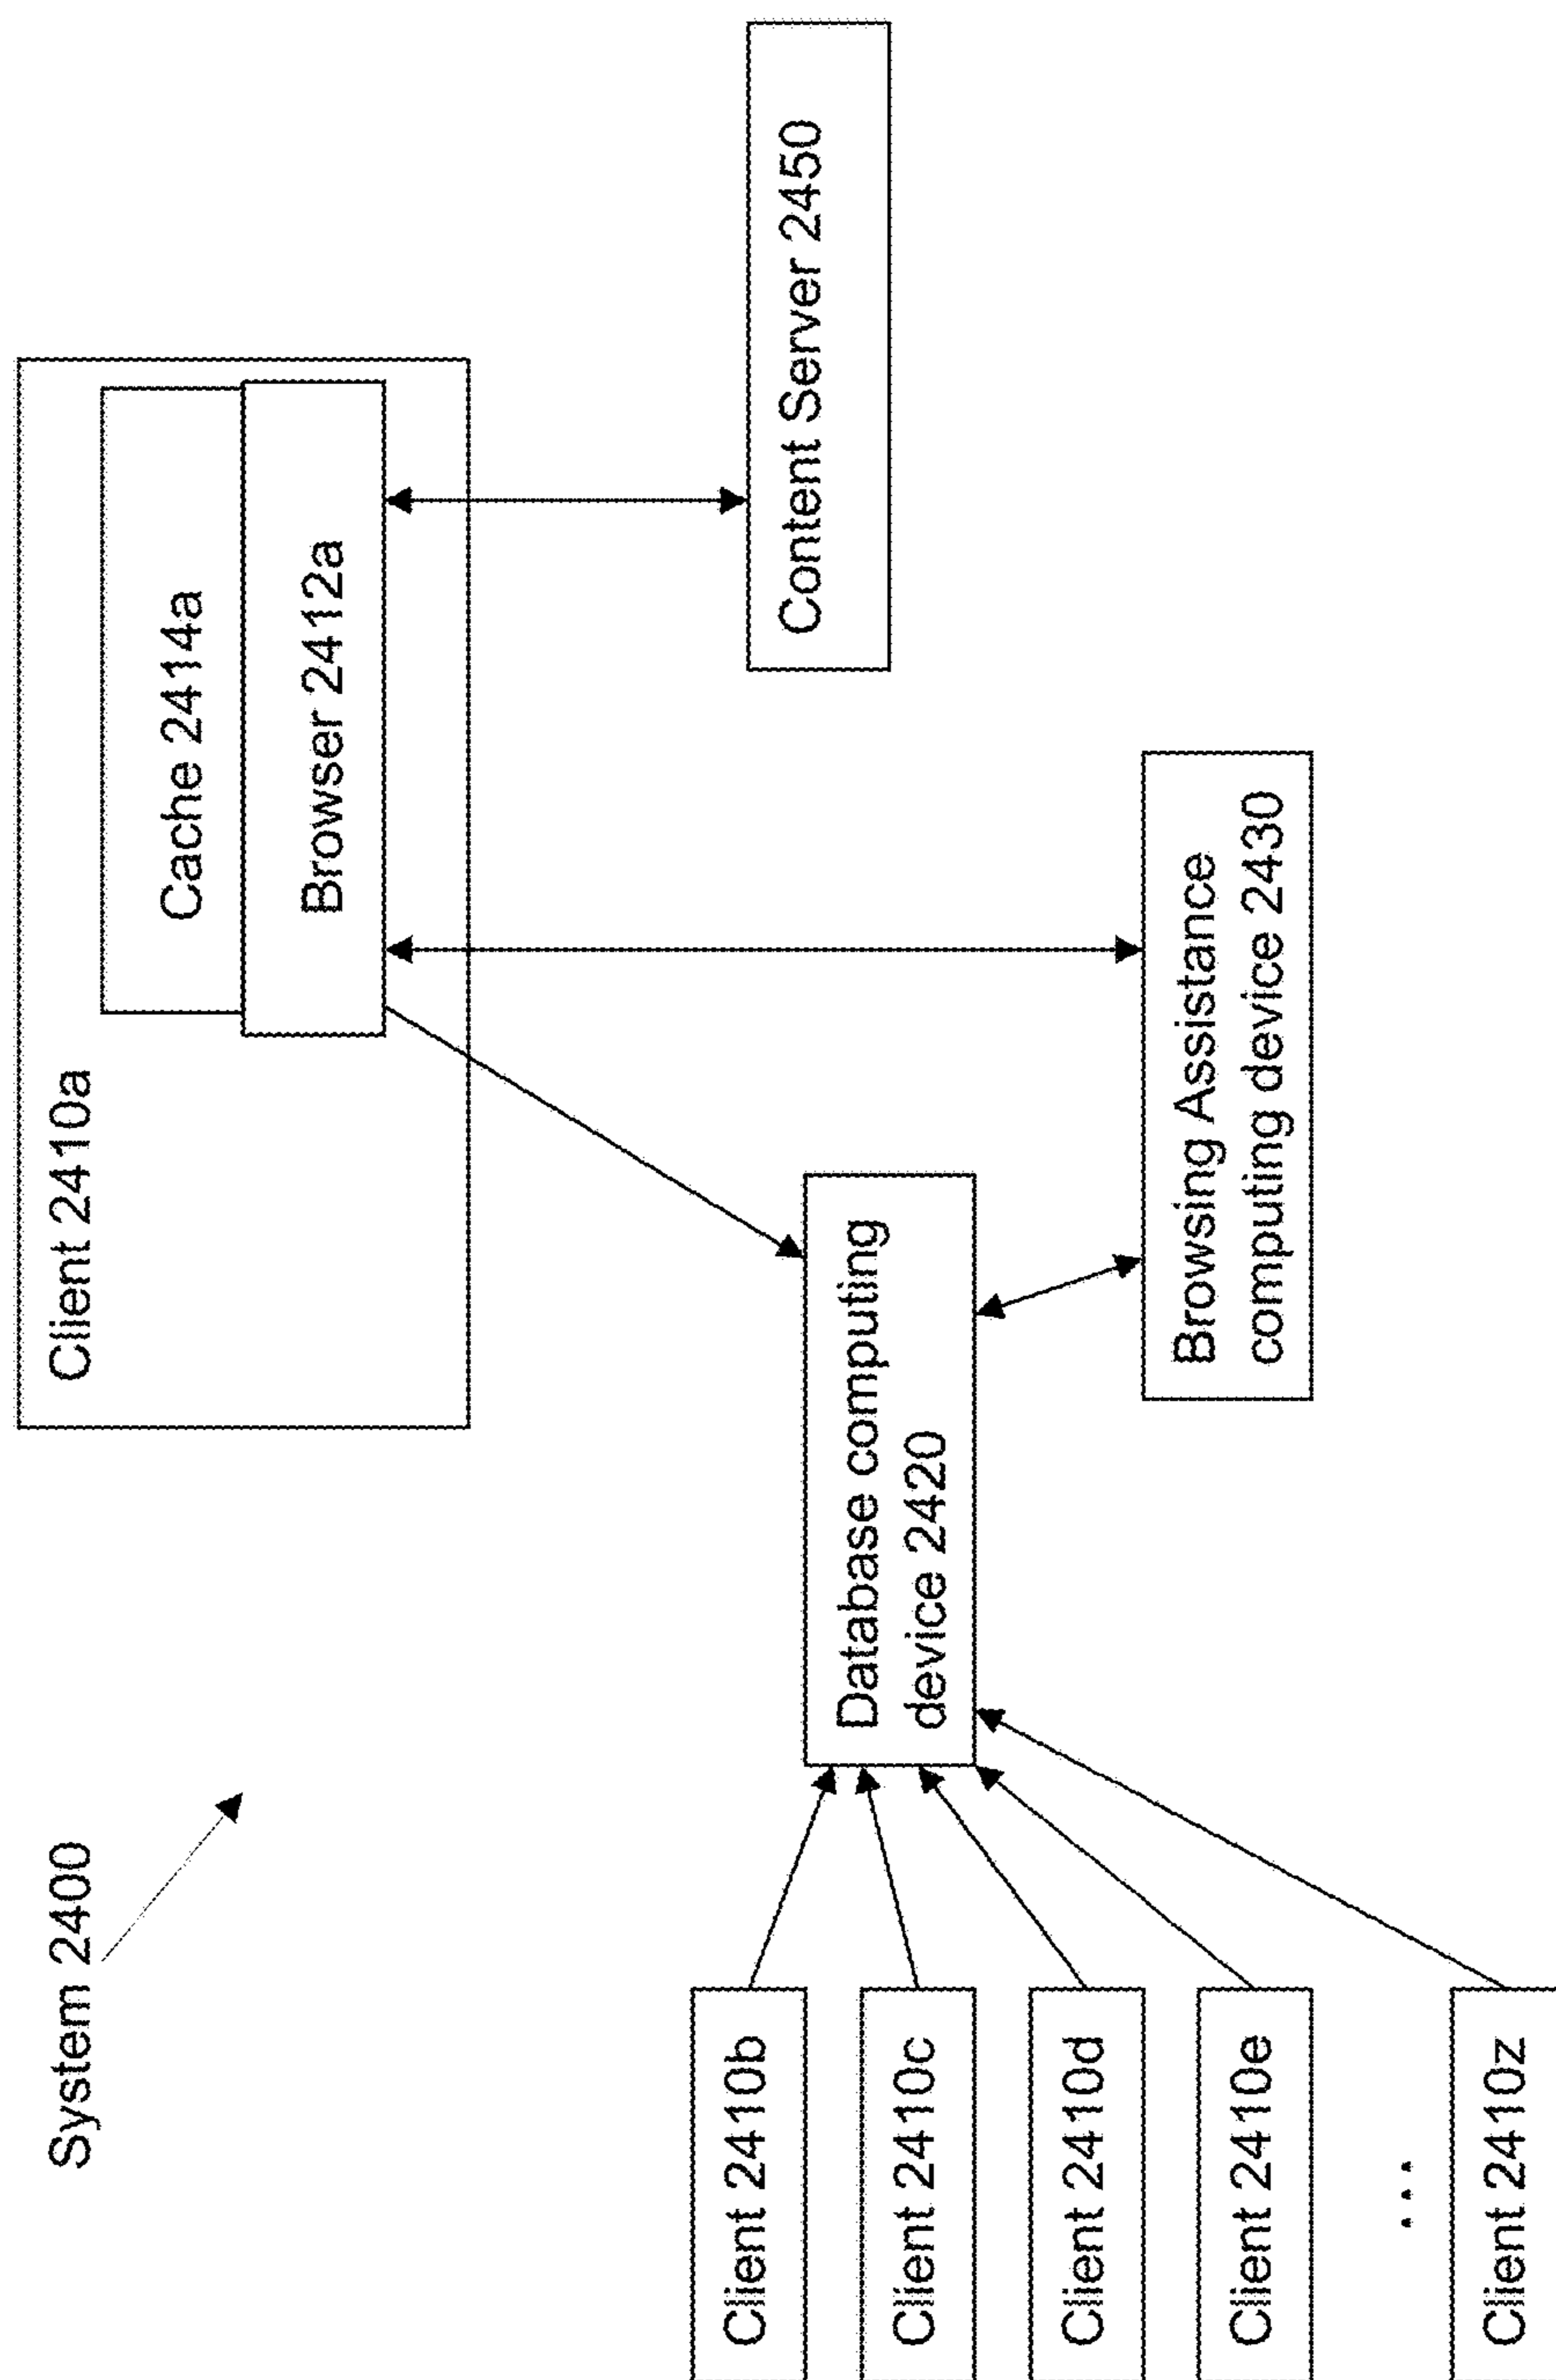 System 2400
Client 2410a
Cache 2414a
Browser 2412a
Client 2410b
Client 2410c
Client 2410d
Client 2410e
...
Client 2410z
Database computing
device 2420
Browsing Assistance
computing device 2430
Content Server 2450